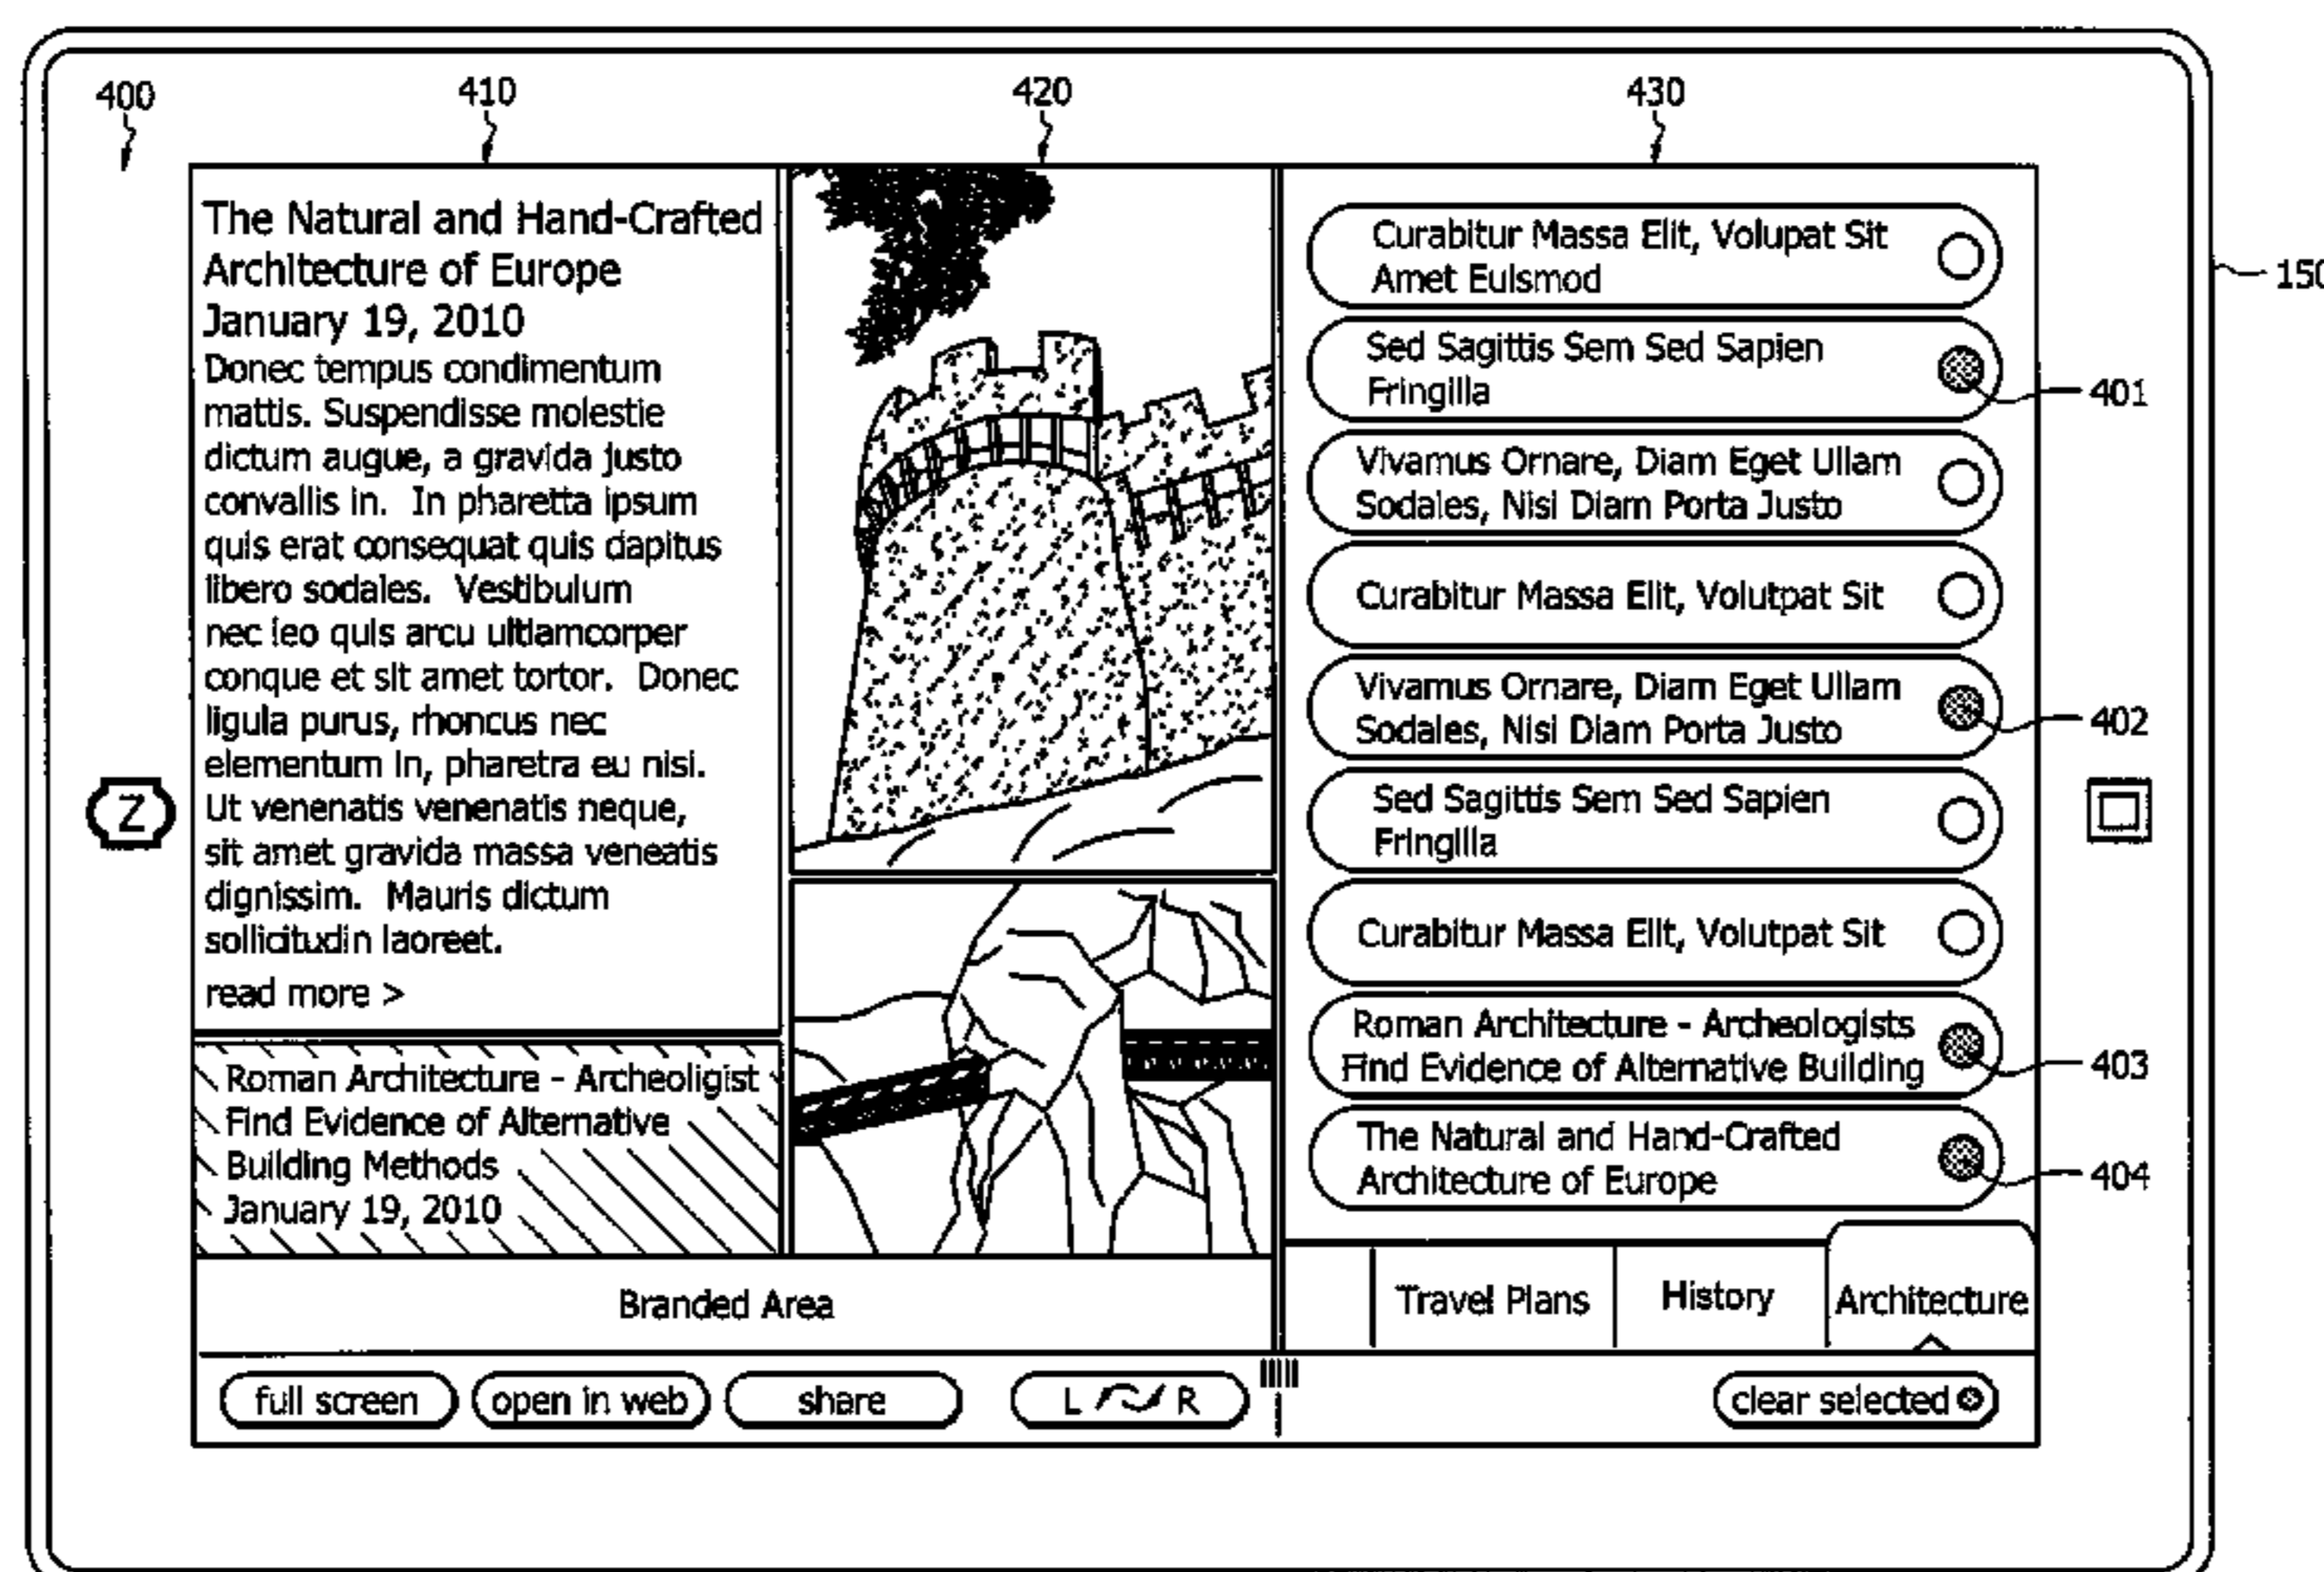 400
410
420
430
150
The Natural and Hand-Crafted
Architecture of Europe
January 19, 2010
Donec tempus condimentum
mattis. Suspendisse molestie
dictum augue, a gravida justo
convallis in. In pharetta ipsum
quis erat consequat quis dapitus
libero sodales. Vestibulum
nec leo quis arcu ultiamcorper
conque et sit amet tortor. Donec
ligula purus, rhoncus nec
elementum in, pharetra eu nisi.
Ut venenatis venenatis neque,
sit amet gravida massa veneatis
dignissim. Mauris dictum
sollicitudin laoreet.
read more >
Roman Architecture - Archeoligist
Find Evidence of Alternative
Building Methods
January 19, 2010
Z
Curabitur Massa Elit, Volupat Sit
Amet Euismod
Sed Sagittis Sem Sed Sapien
Fringilla
401
Vivamus Ornare, Diam Eget Ullam
Sodales, Nisi Diam Porta Justo
Curabitur Massa Elit, Volutpat Sit
Vivamus Ornare, Diam Eget Ullam
Sodales, Nisi Diam Porta Justo
402
Sed Sagittis Sem Sed Sapien
Fringilla
Curabitur Massa Elit, Volutpat Sit
Roman Architecture - Archeologists
Find Evidence of Alternative Building
403
The Natural and Hand-Crafted
Architecture of Europe
404
Branded Area
Travel Plans
History
Architecture
full screen
open in web
share
L R
clear selected